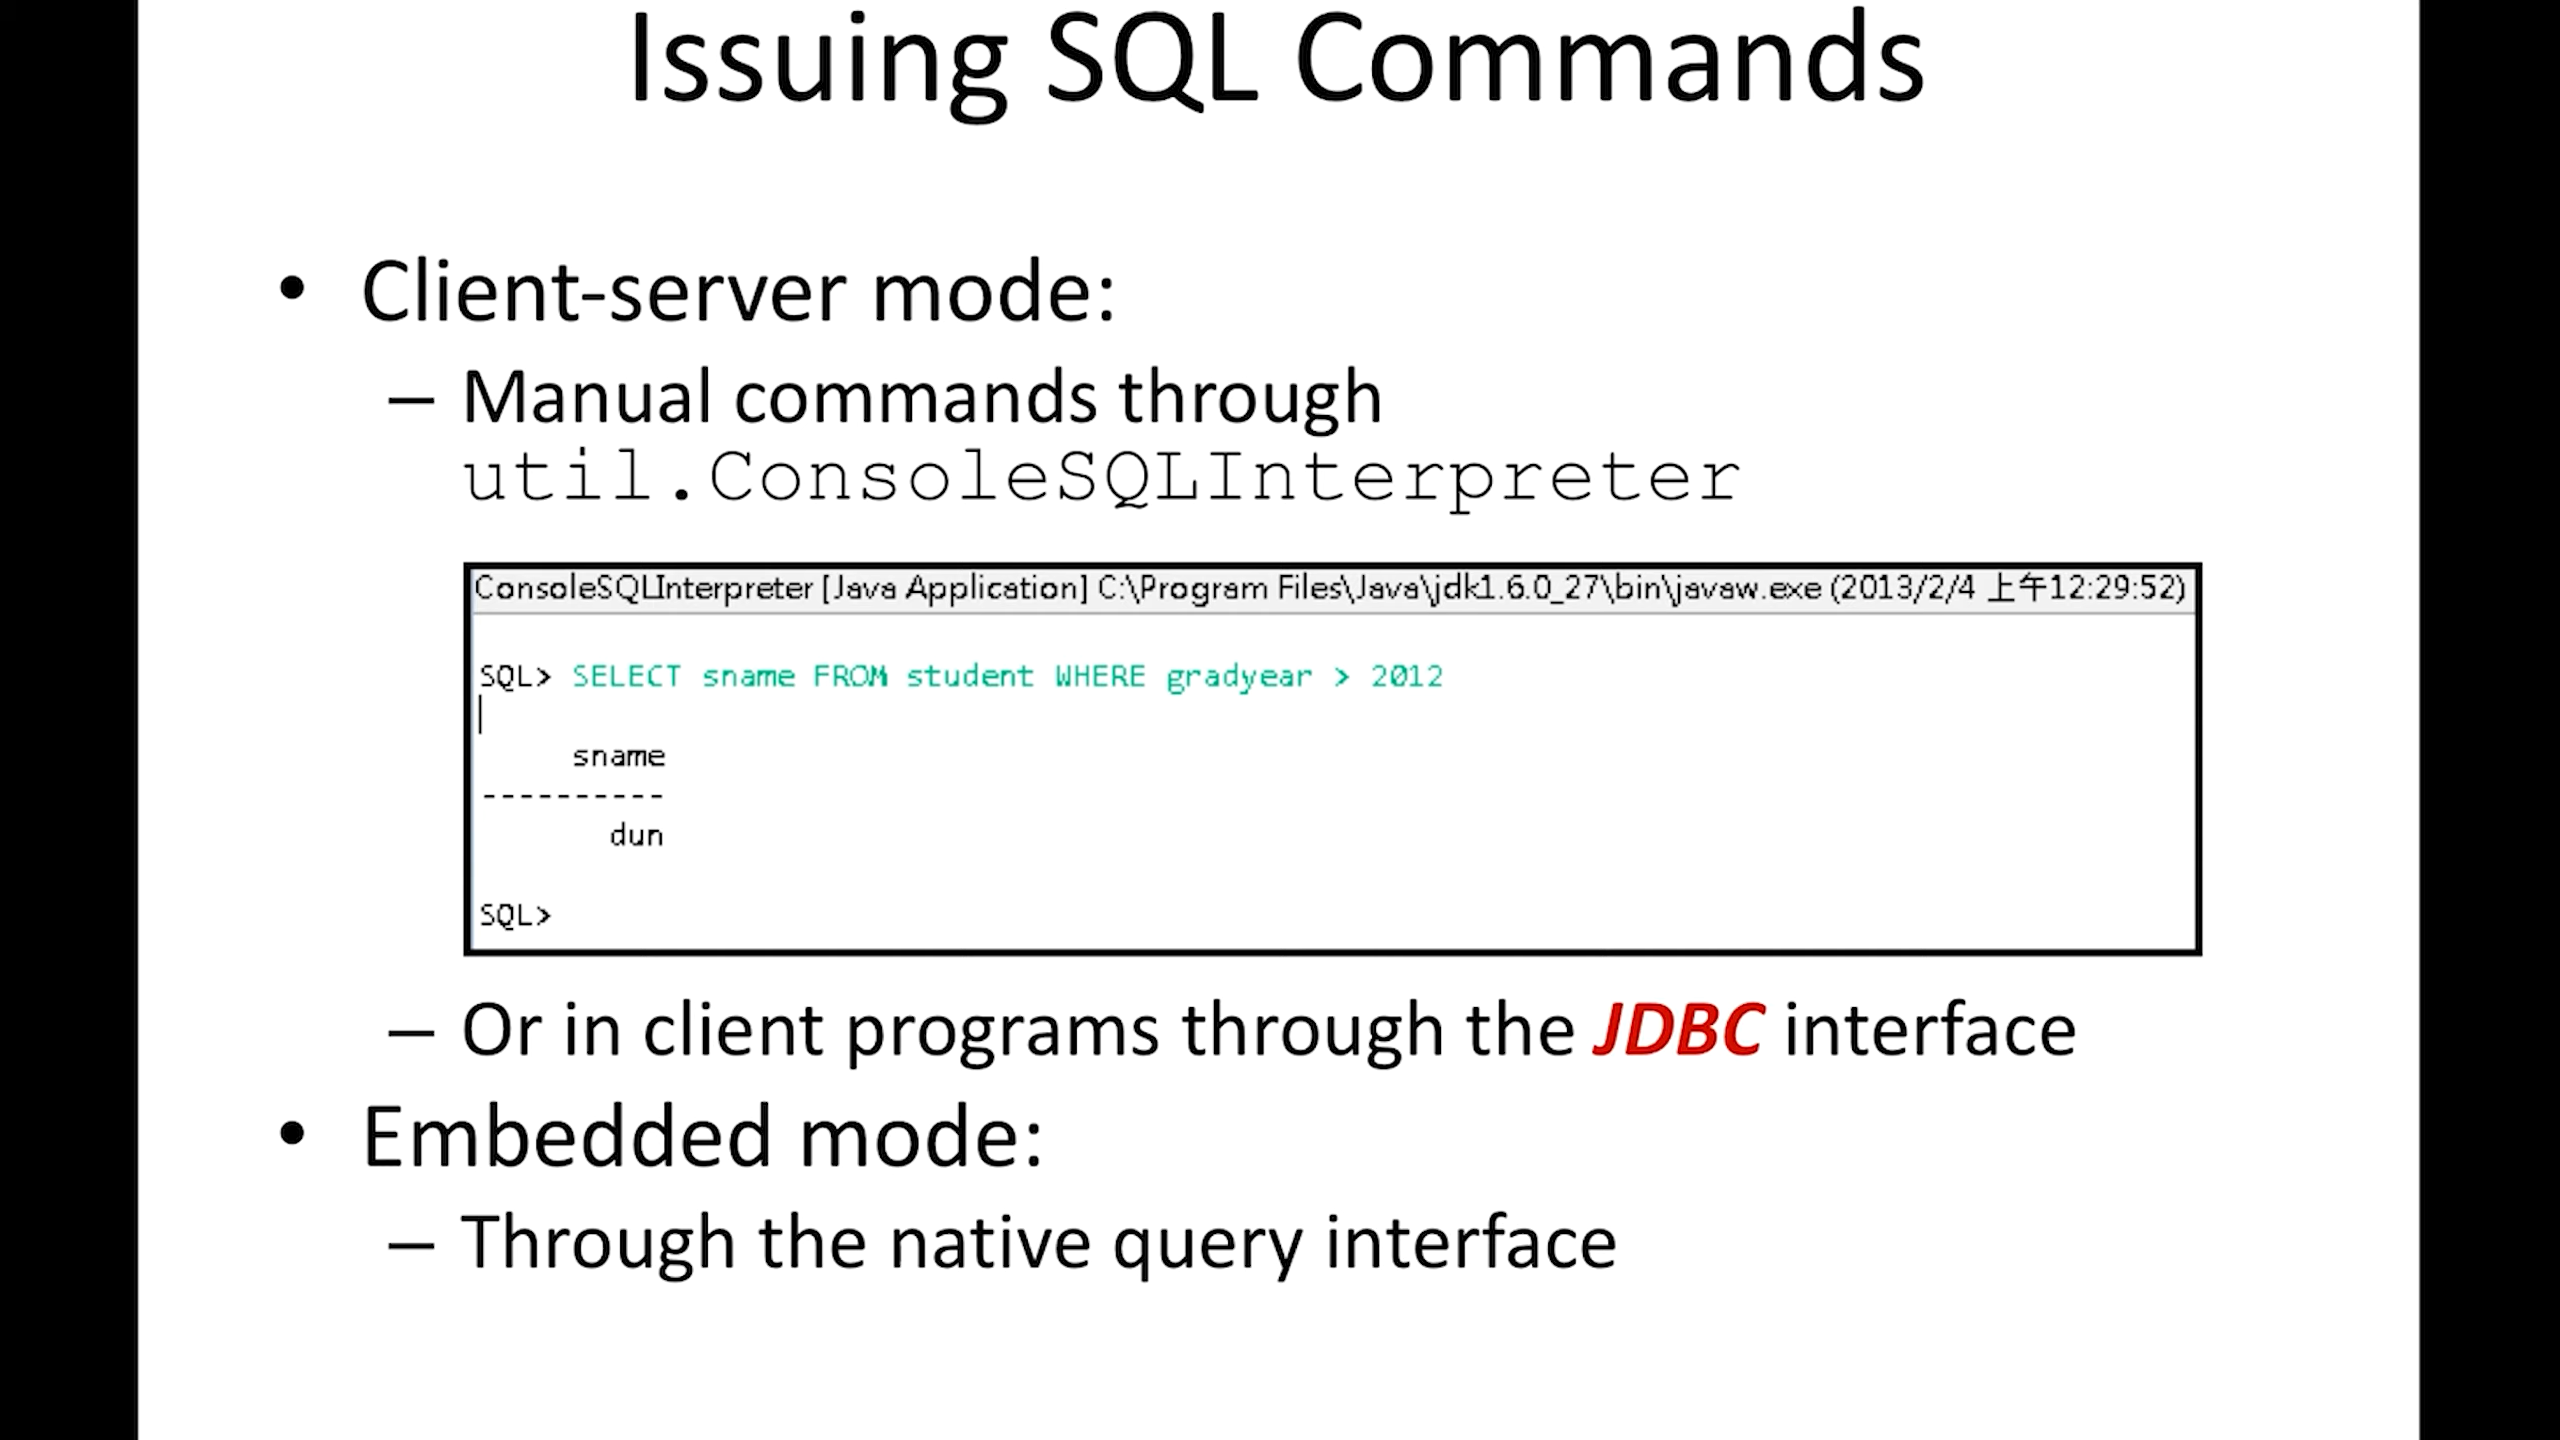 Issuing SQL Commands
• Client-server mode:
– Manual commands through
util.ConsoleSQLInterpreter
ConsoleSQLInterpreter [Java Application] C:\Program Files\Java\jdk1.6.0_27\bin\javaw.exe (2013/2/4 上午12:29:52)
SQL> SELECT sname FROM student WHERE gradyear > 2012
sname
----------
dun
SQL>
– Or in client programs through the JDBC interface
• Embedded mode:
– Through the native query interface